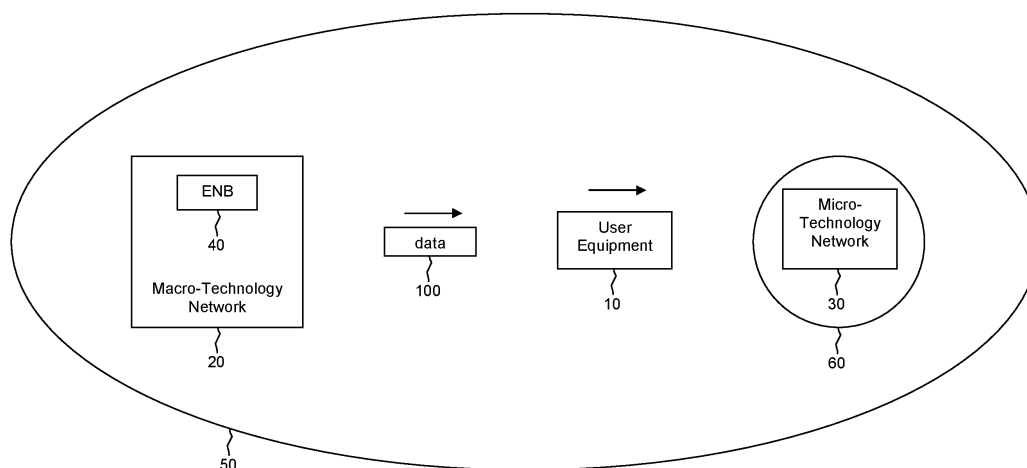 ENB
40
Macro-Technology
Network
20
data
100
User
Equipment
10
Micro-
Technology
Network
30
60
50